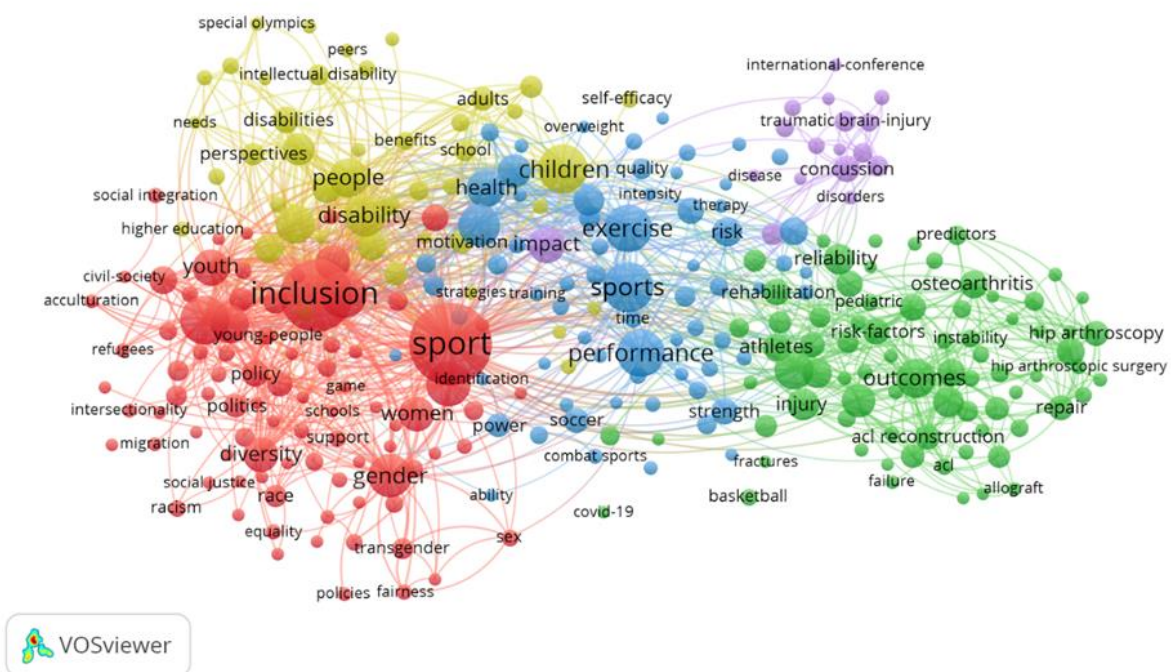 special olympics
peers
international-conference
intellectual disability
adults
self-efficacy
needs
disabilities
overweight
traumatic brain-injury
benefits
school
perspectives
children
quality
concussion
people
health
intensity
disease
social integration
therapy
disorders
disability
higher education
motivation
impact
exercise
risk
predictors
youth
reliability
civil-society
inclusion
strategies
training
sports
rehabilitation
osteoarthritis
acculturation
pediatric
young-people
time
risk-factors
instability
hip arthroscopy
refugees
sport
performance
athletes
policy
game
identification
outcomes
hip arthroscopic surgery
intersectionality
politics
schools
women
power
soccer
strength
injury
repair
migration
support
acl reconstruction
diversity
combat sports
fractures
acl
social justice
gender
failure
allograft
racism
race
ability
basketball
covid-19
equality
transgender
sex
policies
fairness
VOSviewer